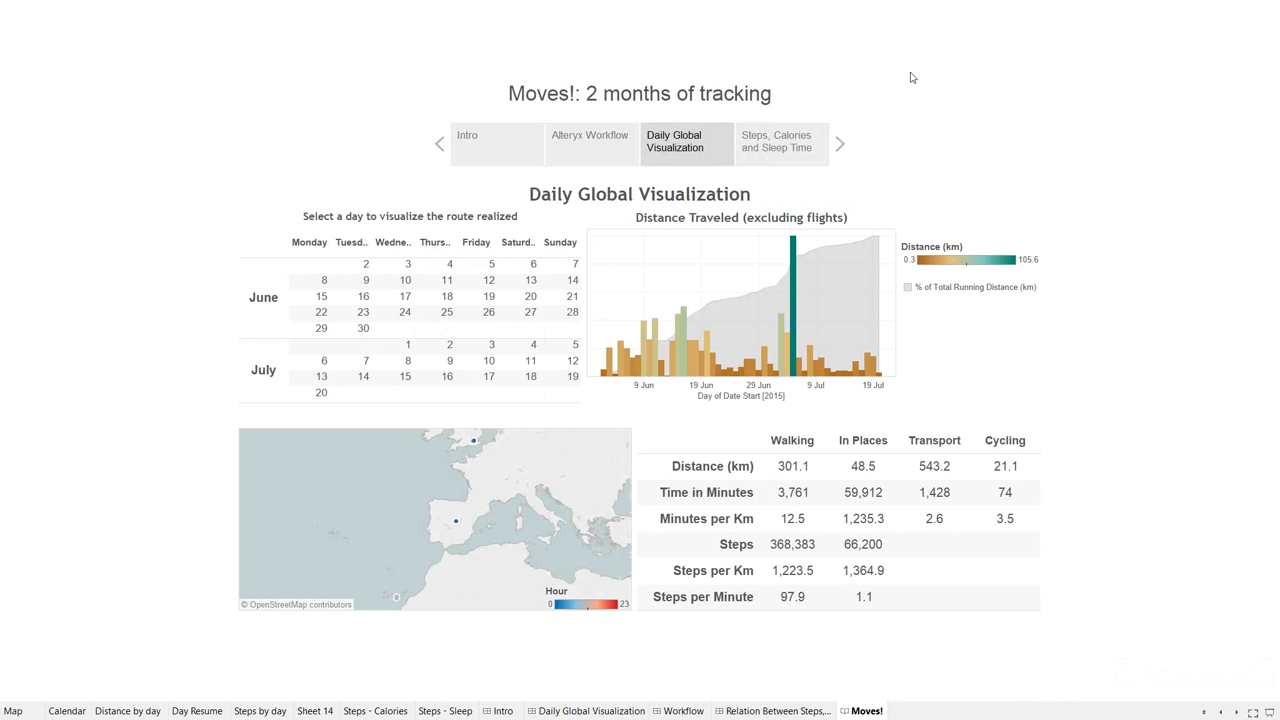 Moves!: 2 months of tracking
Intro
Alteryx Workflow
Daily Global
Visualization
Steps, Calories
and Sleep Time
Daily Global Visualization
Select a day to visualize the route realized
Monday Tuesd.. Wedne.. Thurs.. Friday Saturd.. Sunday
2 3 4 5 6 7
8 9 10 11 12 13 14
June 15 16 17 18 19 20 21
22 23 24 25 26 27 28
29 30
1 2 3 4 5
July 6 7 8 9 10 11 12
13 14 15 16 17 18 19
20
Distance Traveled (excluding flights)
9 Jun 19 Jun 29 Jun 9 Jul 19 Jul
Day of Date Start [2015]
Distance (km)
0.3 105.6
% of Total Running Distance (km)
Hour
0 23
© OpenStreetMap contributors
Walking In Places Transport Cycling
Distance (km) 301.1 48.5 543.2 21.1
Time in Minutes 3,761 59,912 1,428 74
Minutes per Km 12.5 1,235.3 2.6 3.5
Steps 368,383 66,200
Steps per Km 1,223.5 1,364.9
Steps per Minute 97.9 1.1
Map Calendar Distance by day Day Resume Steps by day Sheet 14 Steps - Calories Steps - Sleep Intro Daily Global Visualization Workflow Relation Between Steps,... Moves!